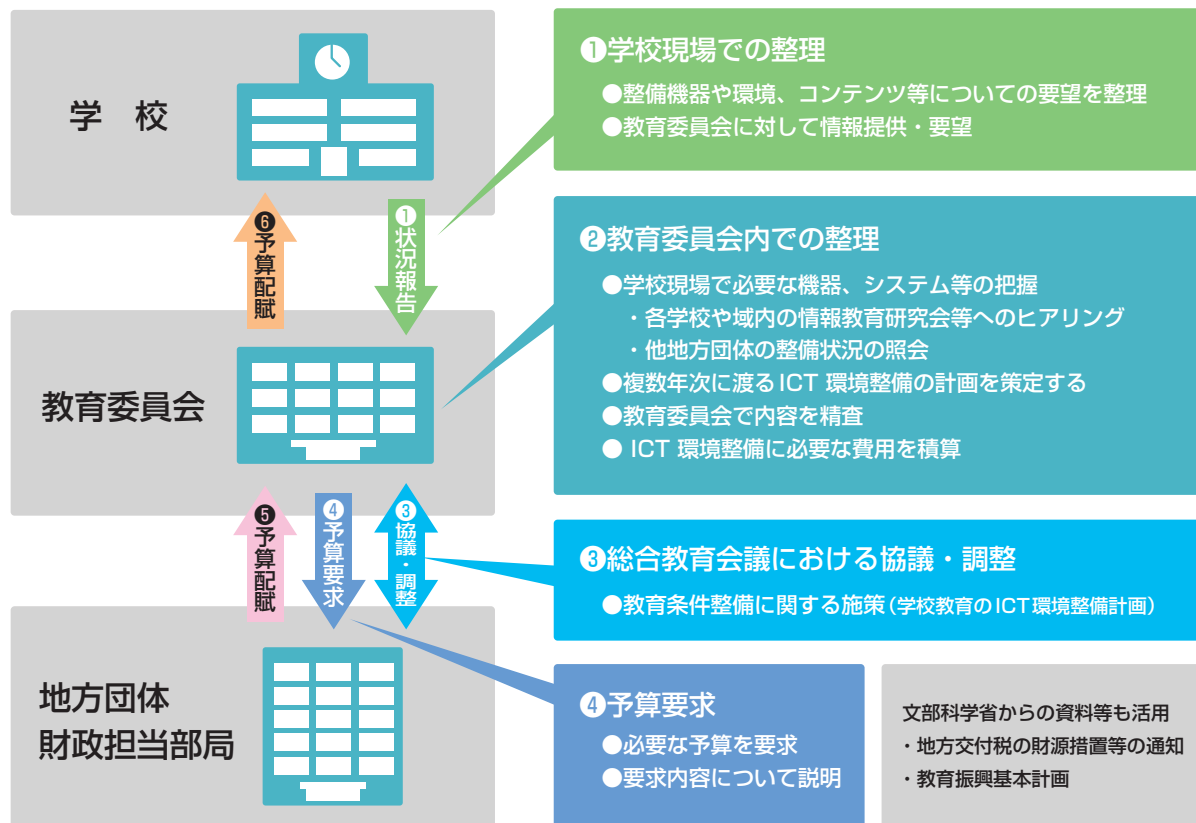 学 校
❻予算配賦
❶状況報告
教育委員会
❺予算配賦
❹予算要求
❸協議・調整
地方団体
財政担当部局
❶学校現場での整理
●整備機器や環境、コンテンツ等についての要望を整理
●教育委員会に対して情報提供・要望
❷教育委員会内での整理
●学校現場で必要な機器、システム等の把握
・各学校や域内の情報教育研究会等へのヒアリング
・他地方団体の整備状況の照会
●複数年次に渡るICT 環境整備の計画を策定する
●教育委員会で内容を精査
● ICT 環境整備に必要な費用を積算
❸総合教育会議における協議・調整
●教育条件整備に関する施策(学校教育のICT環境整備計画)
❹予算要求
●必要な予算を要求
●要求内容について説明
文部科学省からの資料等も活用
・地方交付税の財源措置等の通知
・教育振興基本計画